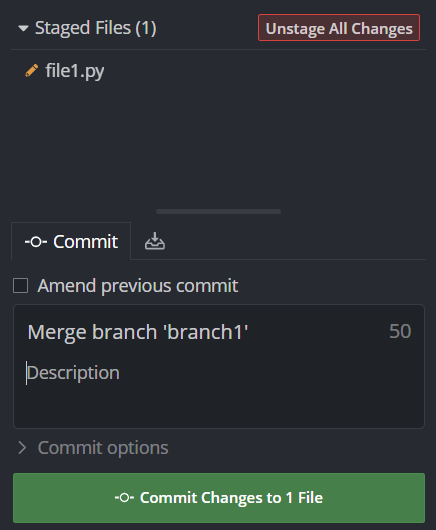 Staged Files (1)
Unstage All Changes
file1.py
Commit
Amend previous commit
Merge branch 'branch1'
50
Description
Commit options
Commit Changes to 1 File